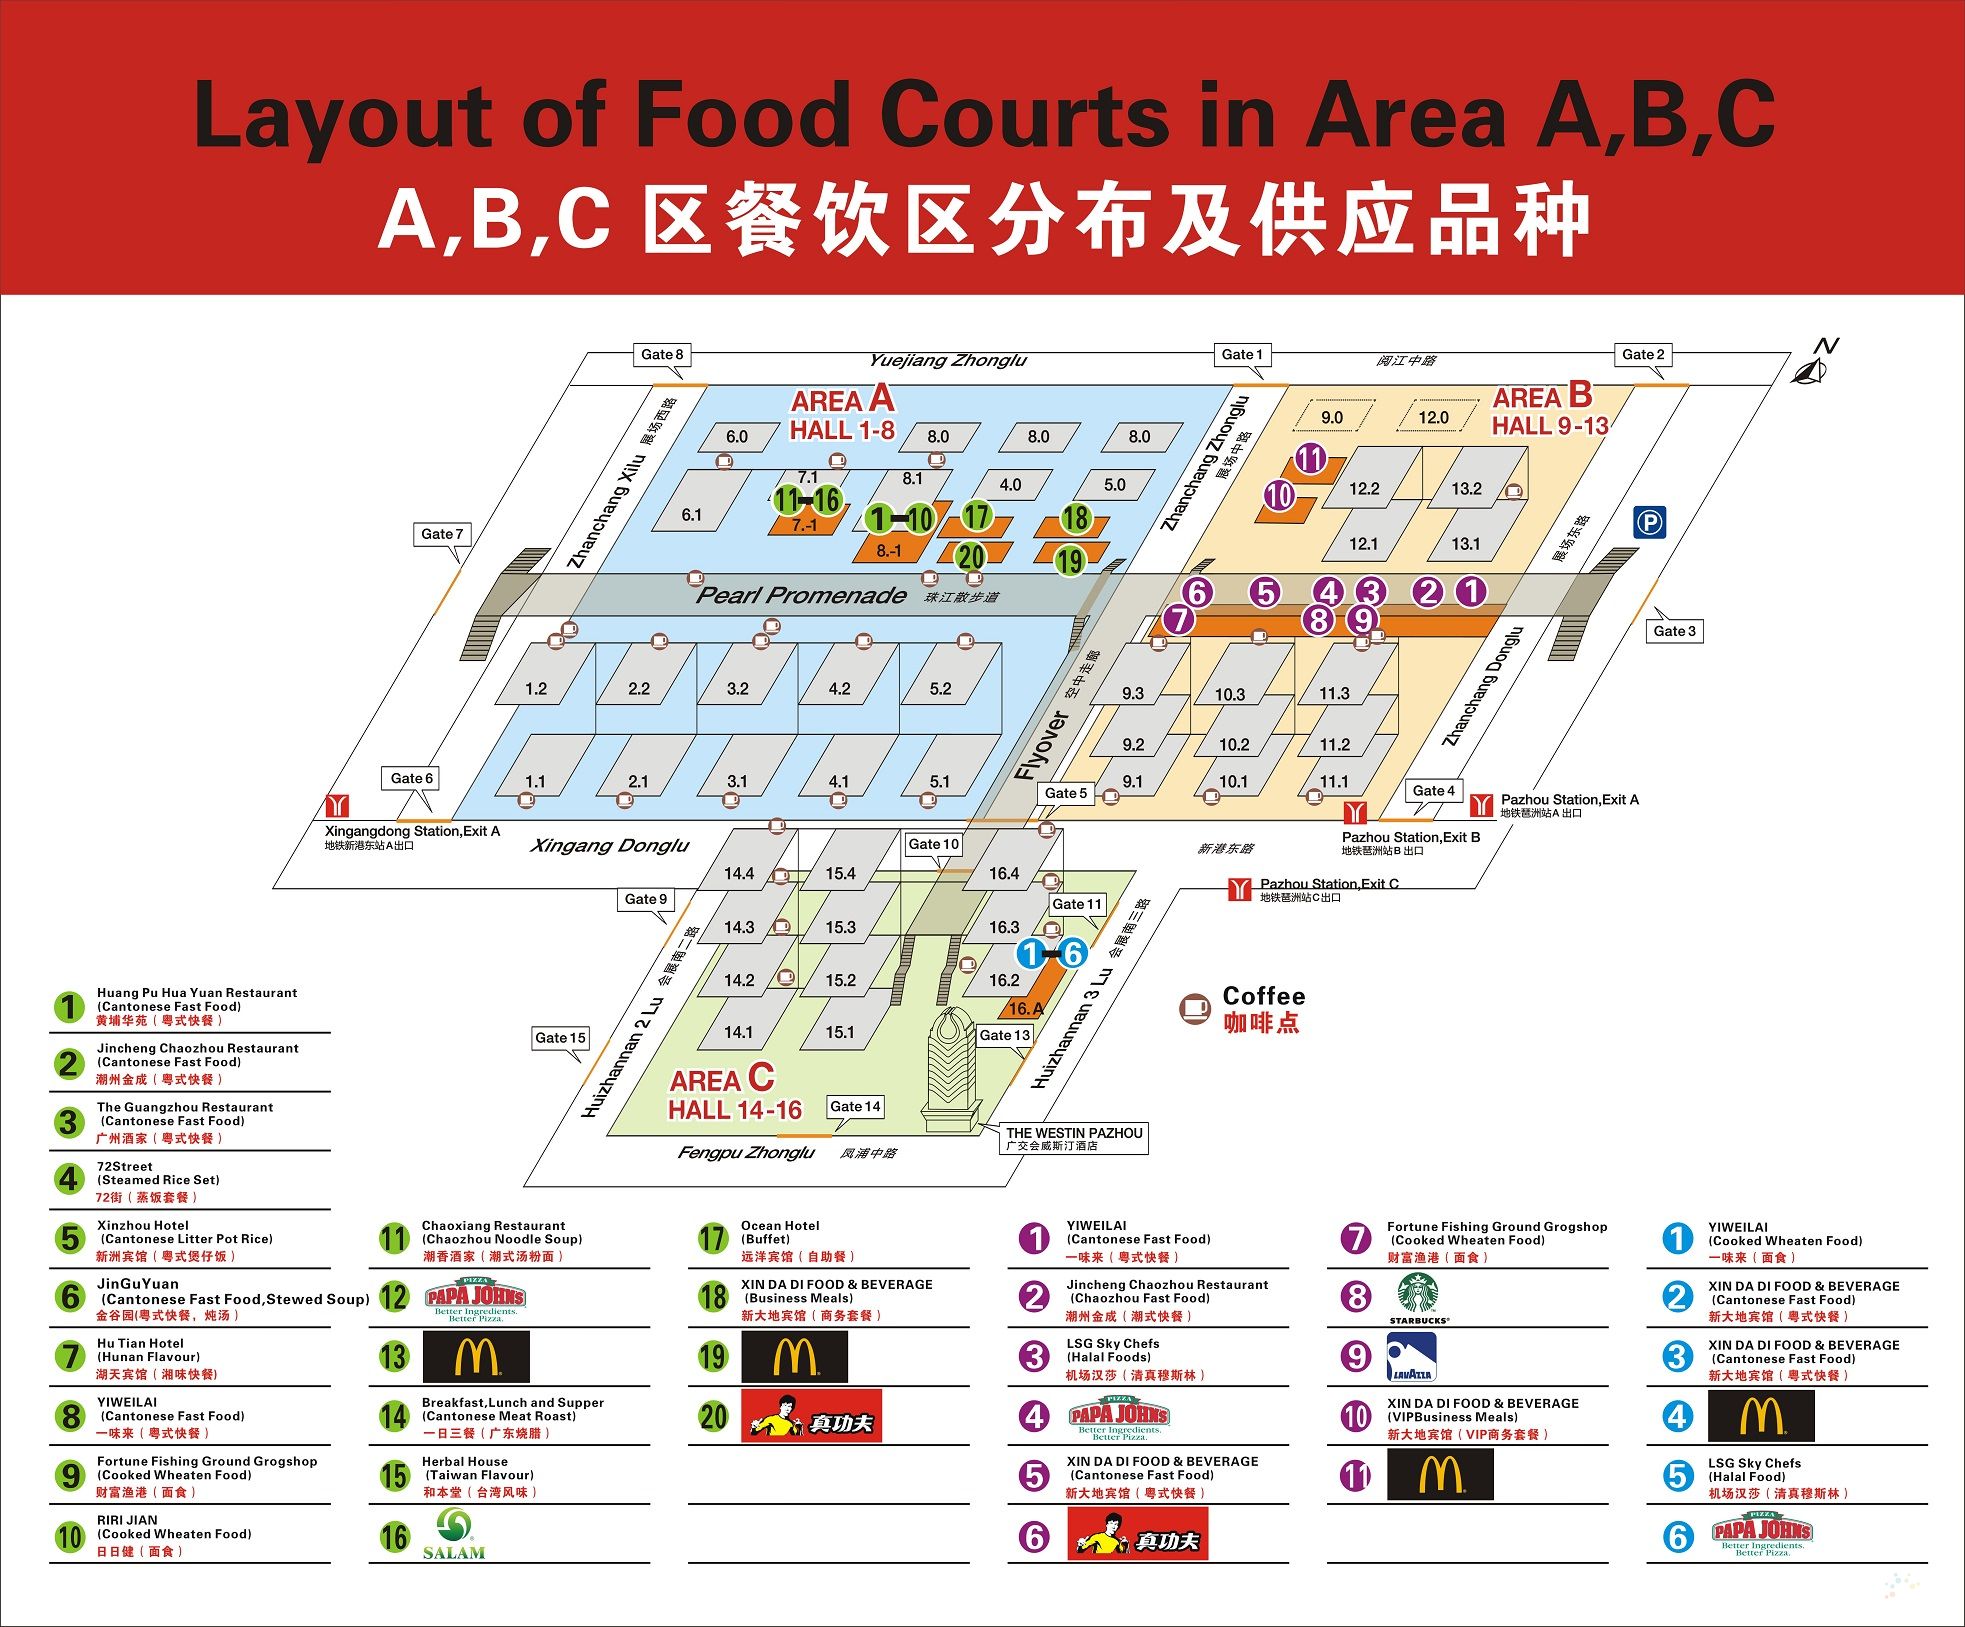 Layout of Food Courts in Area A,B,C
A,B,C 区餐饮区分布及供应品种
N
Gate 8
Yuejiang Zhonglu
Gate 1
阅江中路
Gate 2
AREA A
HALL 1-8
AREA B
HALL 9-13
Zhanchang Xilu 展场西路
Zhanchang Zhonglu
展场中路
6.0
8.0
8.0
8.0
9.0
12.0
7.1
8.1
4.0
5.0
6.1
11
16
7.-1
1
10
8.-1
17
18
20
19
11
10
12.2
13.2
12.1
13.1
展场东路
P
Gate 7
Pearl Promenade 珠江散步道
6
5
4
3
2
1
7
8
9
Gate 3
1.2
2.2
3.2
4.2
5.2
空中走廊
Flyover
9.3
10.3
11.3
9.2
10.2
11.2
9.1
10.1
11.1
Zhanchang Donglu
1.1
2.1
3.1
4.1
5.1
Gate 6
Gate 5
Gate 4
Xingangdong Station,Exit A
地铁新港东站A出口
Pazhou Station,Exit A
地铁琶洲站A出口
Pazhou Station,Exit B
地铁琶洲站B出口
Pazhou Station,Exit C
地铁琶洲站C出口
Xingang Donglu
新港东路
Gate 10
14.4
15.4
16.4
Gate 9
Gate 11
14.3
15.3
16.3
会展南二路
会展南三路
1
6
14.2
15.2
16.2
16.A
14.1
15.1
Gate 15
Gate 13
Huizhannan 2 Lu
Huizhannan 3 Lu
AREA C
HALL 14-16
Gate 14
Fengpu Zhonglu
凤浦中路
THE WESTIN PAZHOU
广交会威斯汀酒店
Coffee
咖啡点
1
Huang Pu Hua Yuan Restaurant
(Cantonese Fast Food)
黄埔华苑（粤式快餐）
2
Jincheng Chaozhou Restaurant
(Cantonese Fast Food)
潮州金成（粤式快餐）
3
The Guangzhou Restaurant
(Cantonese Fast Food)
广州酒家（粤式快餐）
4
72Street
(Steamed Rice Set)
72街（蒸饭套餐）
5
Xinzhou Hotel
(Cantonese Litter Pot Rice)
新洲宾馆（粤式煲仔饭）
6
JinGuYuan
(Cantonese Fast Food,Stewed Soup)
金谷园(粤式快餐，炖汤）
7
Hu Tian Hotel
(Hunan Flavour)
湖天宾馆（湘味快餐)
8
YIWEILAI
(Cantonese Fast Food)
一味来（粤式快餐）
9
Fortune Fishing Ground Grogshop
(Cooked Wheaten Food)
财富渔港（面食）
10
RIRI JIAN
(Cooked Wheaten Food)
日日健（面食）
11
Chaoxiang Restaurant
(Chaozhou Noodle Soup)
潮香酒家（潮式汤粉面）
12
PIZZA
PAPA JOHNS
Better Ingredients.
Better Pizza.
13
14
Breakfast,Lunch and Supper
(Cantonese Meat Roast)
一日三餐（广东烧腊）
15
Herbal House
(Taiwan Flavour)
和本堂（台湾风味）
16
SALAM
17
Ocean Hotel
(Buffet)
远洋宾馆（自助餐）
18
XIN DA DI FOOD & BEVERAGE
(Business Meals)
新大地宾馆（商务套餐）
19
20
真功夫
1
YIWEILAI
(Cantonese Fast Food)
一味来（粤式快餐）
2
Jincheng Chaozhou Restaurant
(Chaozhou Fast Food)
潮州金成（潮式快餐）
3
LSG Sky Chefs
(Halal Foods)
机场汉莎（清真穆斯林）
4
PIZZA
PAPA JOHNS
Better Ingredients.
Better Pizza.
5
XIN DA DI FOOD & BEVERAGE
(Cantonese Fast Food)
新大地宾馆（粤式快餐）
6
真功夫
7
Fortune Fishing Ground Grogshop
(Cooked Wheaten Food)
财富渔港（面食）
8
STARBUCKS
9
LAVAZZA
10
XIN DA DI FOOD & BEVERAGE
(VIPBusiness Meals)
新大地宾馆（VIP商务套餐）
11
1
YIWEILAI
(Cooked Wheaten Food)
一味来（面食）
2
XIN DA DI FOOD & BEVERAGE
(Cantonese Fast Food)
新大地宾馆（粤式快餐）
3
XIN DA DI FOOD & BEVERAGE
(Cantonese Fast Food)
新大地宾馆（粤式快餐）
4
5
LSG Sky Chefs
(Halal Food)
机场汉莎（清真穆斯林）
6
PIZZA
PAPA JOHNS
Better Ingredients.
Better Pizza.